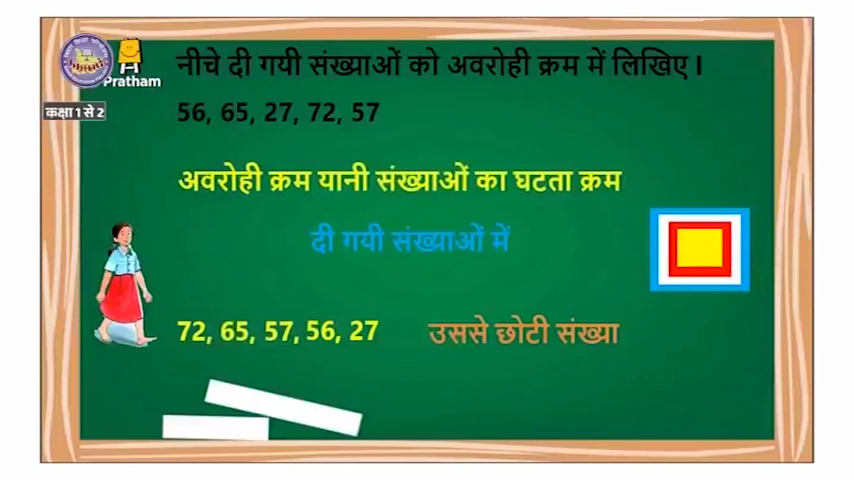 Pratham
कक्षा 1 से 2
नीचे दी गयी संख्याओं को अवरोही क्रम में लिखिए।
56, 65, 27, 72, 57
अवरोही क्रम यानी संख्याओं का घटता क्रम
दी गयी संख्याओं में
72, 65, 57, 56, 27 उससे छोटी संख्या